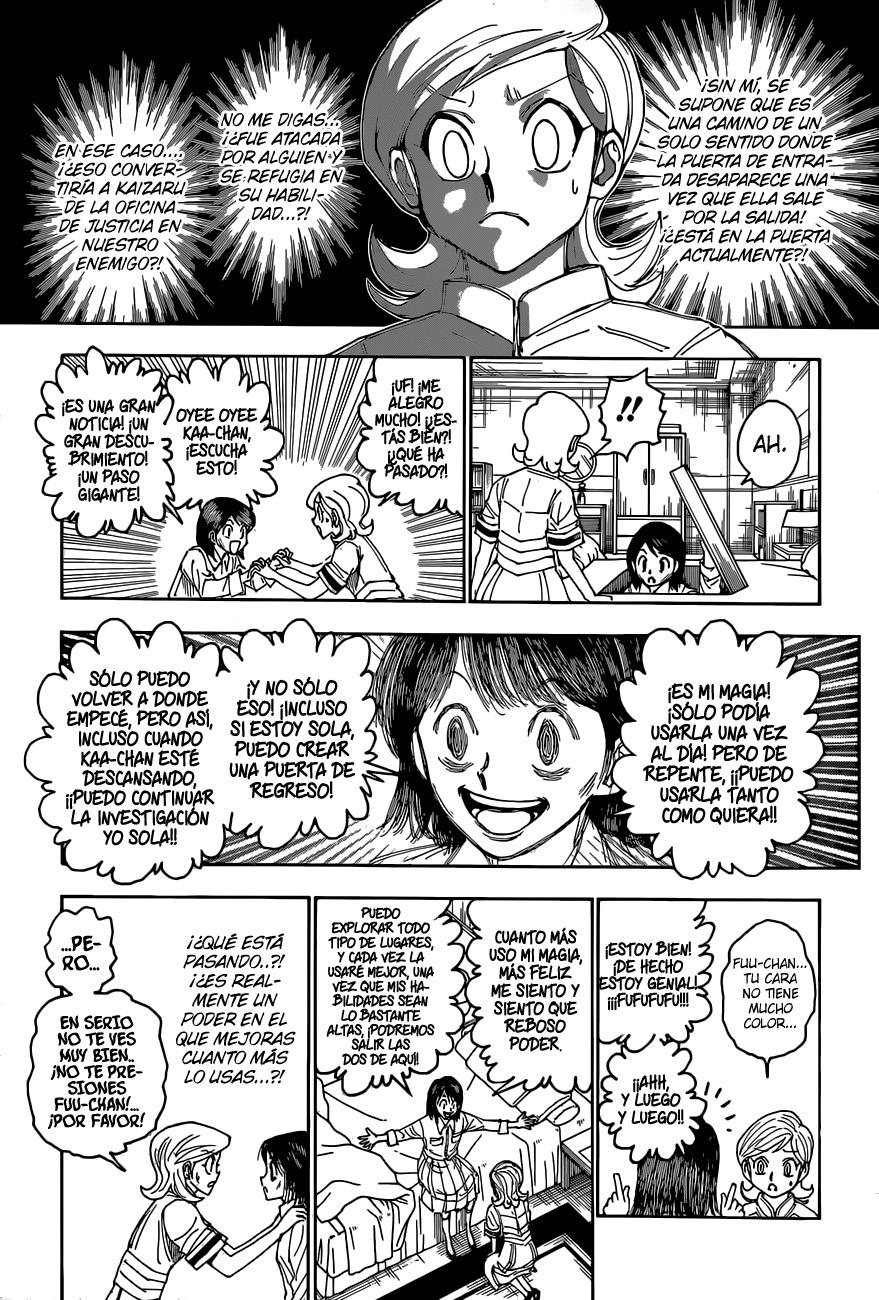 ¡SIN MÍ, SE
SUPONE QUE ES
UNA CAMINO DE UN
SOLO SENTIDO DONDE
LA PUERTA DE ENTRA-
DA DESAPARECE UNA
VEZ QUE ELLA SALE
POR LA SALIDA!
¡¿ESTÁ EN LA PUERTA
ACTUALMENTE?!
NO ME DIGAS...
¡¿FUE ATACADA
POR ALGUIEN Y
SE REFUGIA EN
SU HABILI-
DAD...?!
EN ESE CASO....
¡¿ESO CONVER-
TIRÍA A KAIZARU
DE LA OFICINA
DE JUSTICIA EN
NUESTRO
ENEMIGO?!
AH.
!!
¡UF! ¡ME
ALEGRO
MUCHO! ¡¿ES-
TÁS BIEN?!
¡¿QUÉ HA
PASADO?!
OYEE OYEE
KAA-CHAN,
¡ESCUCHA
ESTO!
¡ES UNA GRAN
NOTICIA! ¡UN
GRAN DESCU-
BRIMIENTO!
¡UN PASO
GIGANTE!
¡ES MI MAGIA!
¡SÓLO PODÍA
USARLA UNA VEZ
AL DÍA! PERO DE
REPENTE, ¡¡PUEDO
USARLA TANTO
COMO QUIERA!!
¡Y NO SÓLO
ESO! ¡INCLUSO
SI ESTOY SOLA,
PUEDO CREAR
UNA PUERTA DE
REGRESO!
SÓLO PUEDO
VOLVER A DONDE
EMPECÉ, PERO ASÍ,
INCLUSO CUANDO
KAA-CHAN ESTÉ
DESCANSANDO,
¡¡PUEDO CONTINUAR
LA INVESTIGACIÓN
YO SOLA!!
FUU-CHAN...
TU CARA
NO TIENE
MUCHO
COLOR...
¡ESTOY BIEN!
¡DE HECHO
ESTOY GENIAL!
¡¡¡FUFUFUFU!!!
¡¡AHH,
Y LUEGO
Y LUEGO!!
CUANTO MÁS
USO MI MAGIA,
MÁS FELIZ
ME SIENTO Y
SIENTO QUE
REBOSO
PODER.
PUEDO
EXPLORAR TODO
TIPO DE LUGARES,
Y CADA VEZ LA
USARÉ MEJOR, UNA
VEZ QUE MIS HA-
BILIDADES SEAN
LO BASTANTE
ALTAS, ¡PODREMOS
SALIR LAS
DOS DE AQUÍ!
¡¿QUÉ ESTÁ
PASANDO..?!
¡¿ES REAL-
MENTE UN
PODER EN EL
QUE MEJORAS
CUANTO MÁS
LO USAS...?!
...PE-
RO...
EN SERIO
NO TE VES
MUY BIEN..
¡NO TE PRE-
SIONES
FUU-CHAN!...
¡POR FAVOR!